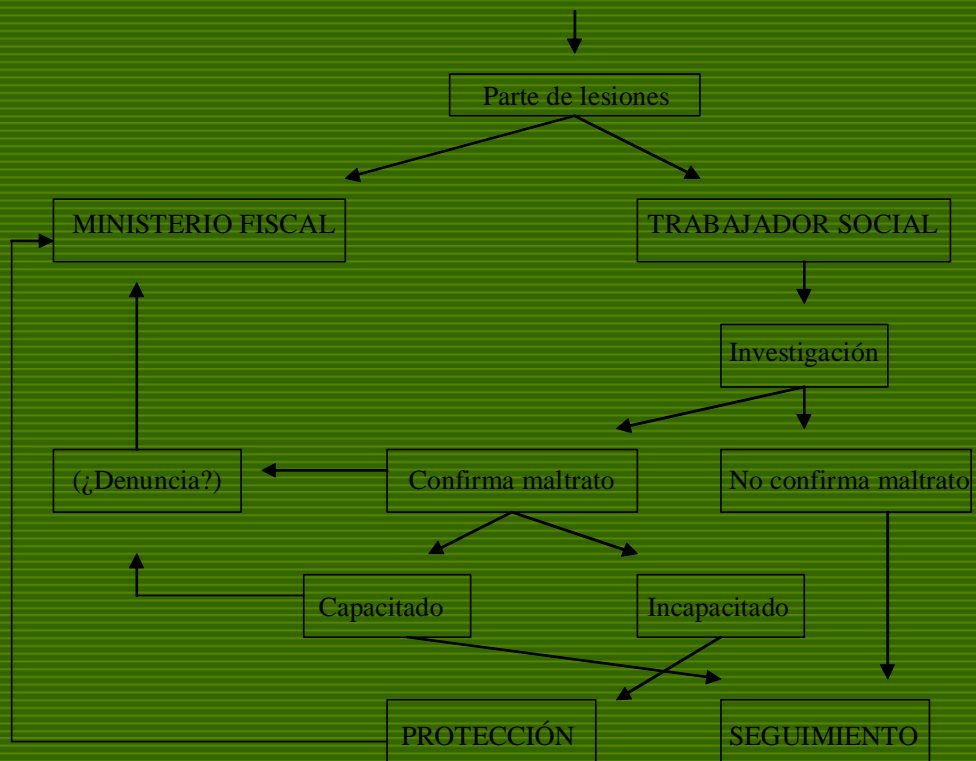 Parte de lesiones
MINISTERIO FISCAL
TRABAJADOR SOCIAL
Investigación
(¿Denuncia?)
Confirma maltrato
No confirma maltrato
Capacitado
Incapacitado
PROTECCIÓN
SEGUIMIENTO